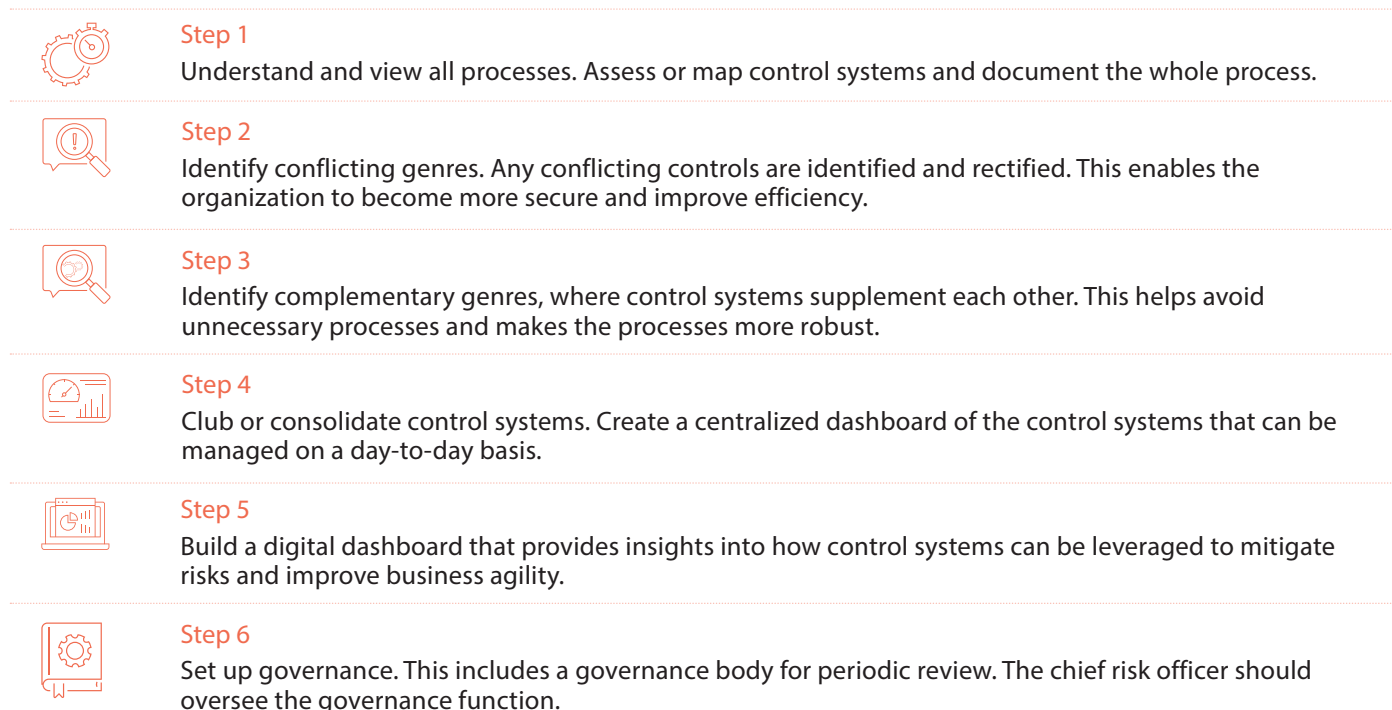 Step 1
Understand and view all processes. Assess or map control systems and document the whole process.
Step 2
Identify conflicting genres. Any conflicting controls are identified and rectified. This enables the
organization to become more secure and improve efficiency.
Step 3
Identify complementary genres, where control systems supplement each other. This helps avoid
unnecessary processes and makes the processes more robust.
Step 4
Club or consolidate control systems. Create a centralized dashboard of the control systems that can be
managed on a day-to-day basis.
Step 5
Build a digital dashboard that provides insights into how control systems can be leveraged to mitigate
risks and improve business agility.
Step 6
Set up governance. This includes a governance body for periodic review. The chief risk officer should
oversee the governance function.